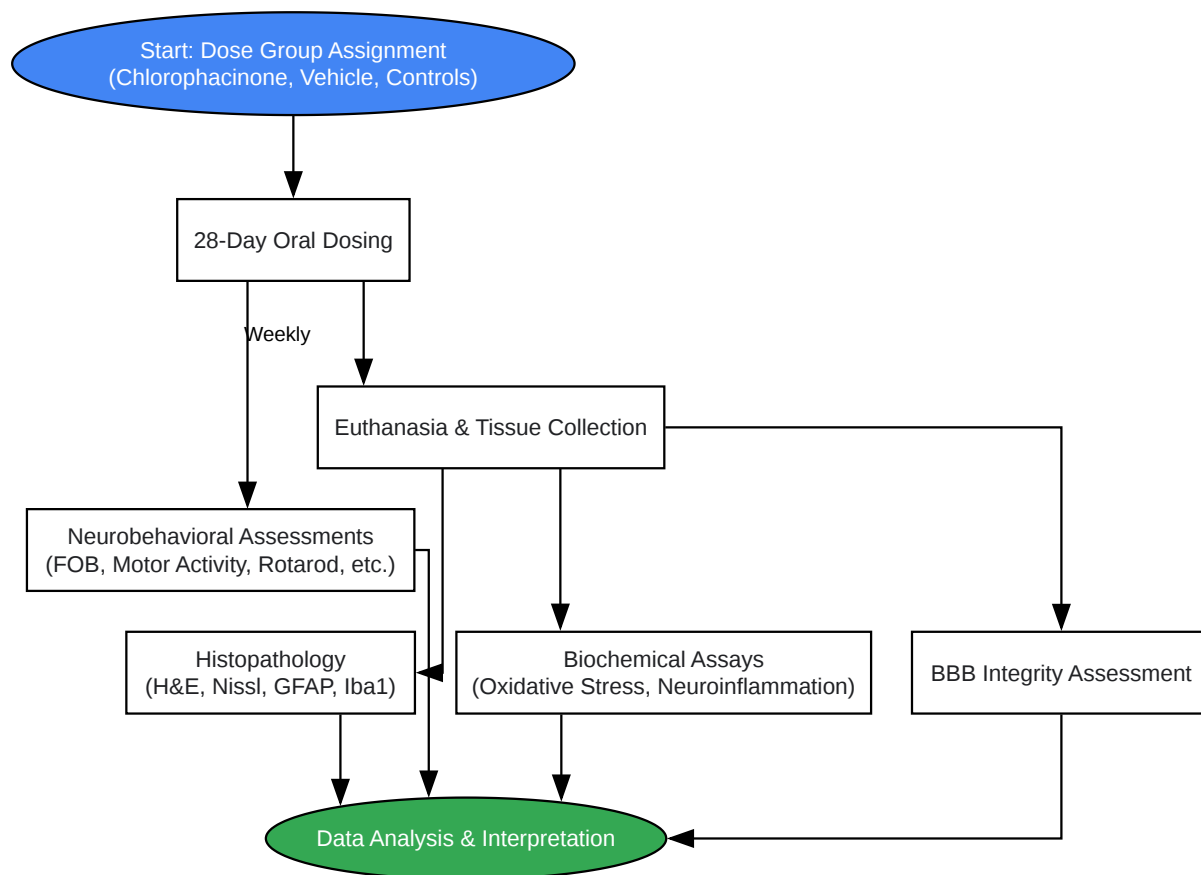 Start: Dose Group Assignment
(Chlorophacinone, Vehicle, Controls)
28-Day Oral Dosing
Weekly
Euthanasia & Tissue Collection
Neurobehavioral Assessments
(FOB, Motor Activity, Rotarod, etc.)
Histopathology
(H&E, Nissl, GFAP, Iba1)
Biochemical Assays
(Oxidative Stress, Neuroinflammation)
BBB Integrity Assessment
Data Analysis & Interpretation